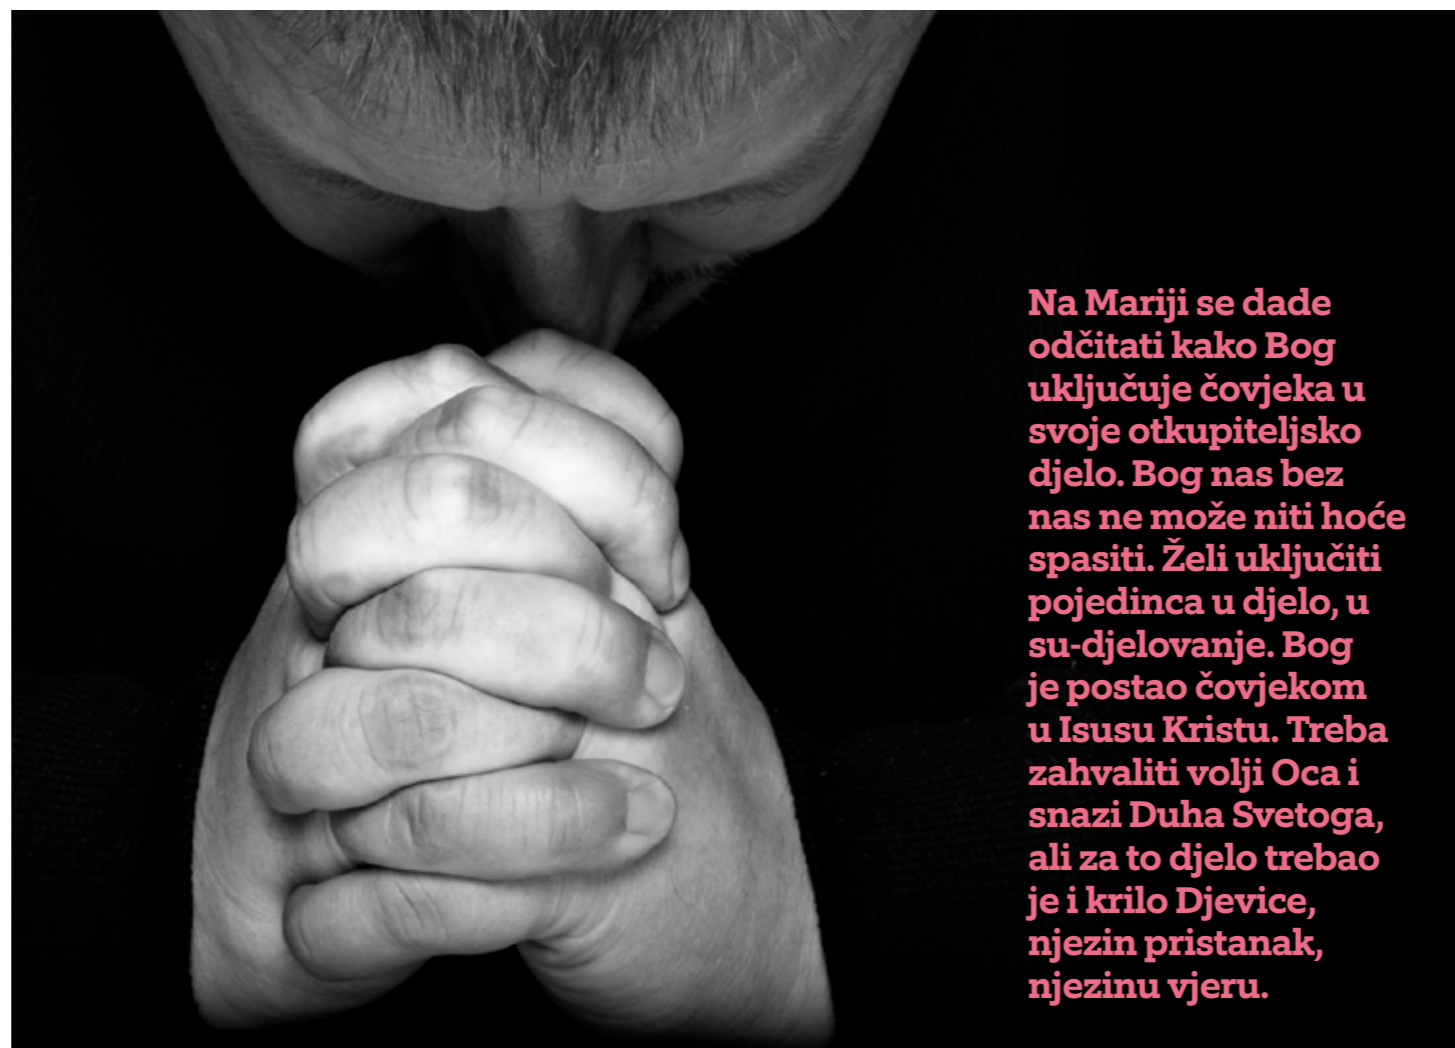 Na Mariji se dade
odčitati kako Bog
uključuje čovjeka u
svoje otkupiteljsko
djelo. Bog nas bez
nas ne može niti hoće
spasiti. Želi uključiti
pojedinca u djelo, u
su-djelovanje. Bog
je postao čovjekom
u Isusu Kristu. Treba
zahvaliti volji Oca i
snazi Duha Svetoga,
ali za to djelo trebao
je i krilo Djevice,
njezin pristanak,
njezinu vjeru.